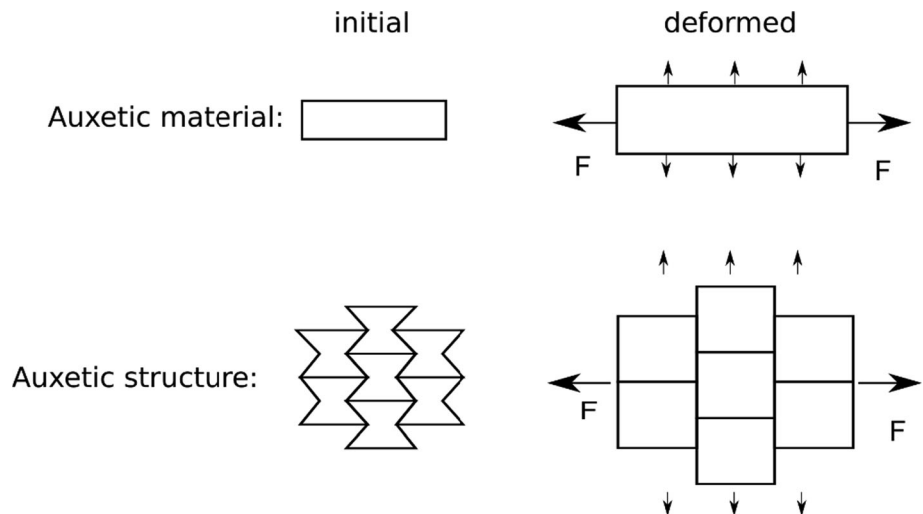 initial
deformed
Auxetic material:
F
F
Auxetic structure:
F
F